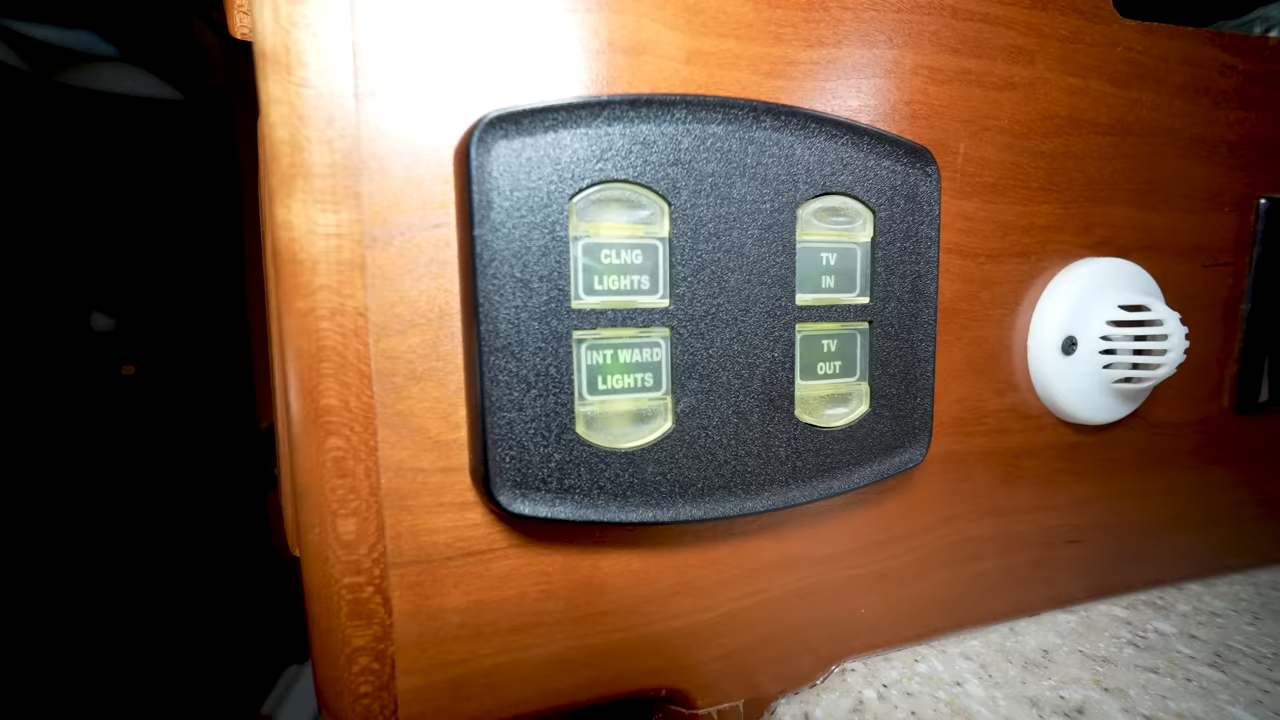 CLNG
LIGHTS
INT WARD
LIGHTS
TV
IN
TV
OUT